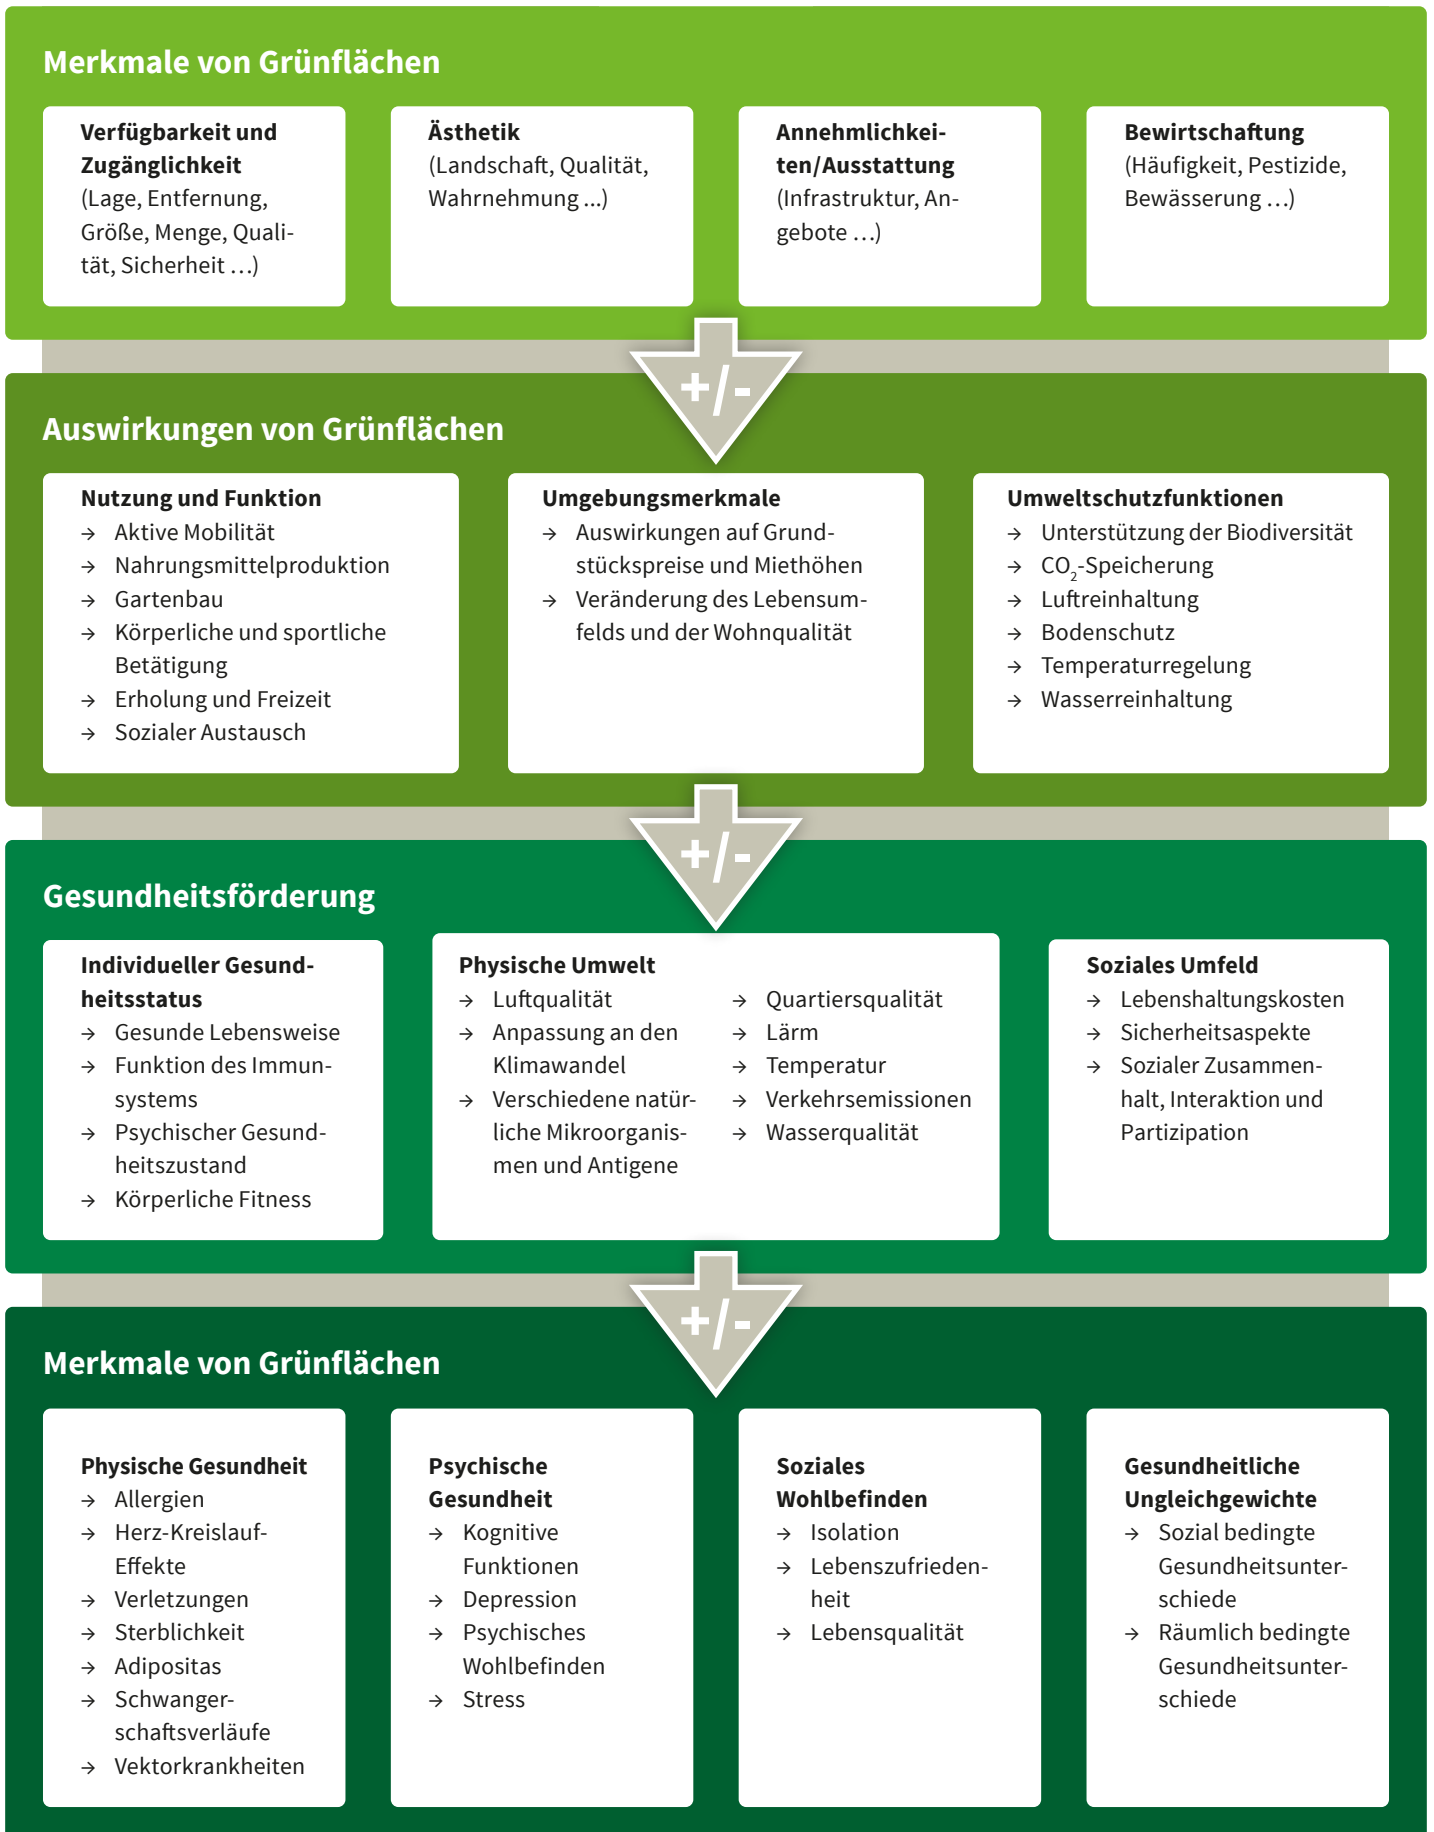 Merkmale von Grünflächen
Verfügbarkeit und
Zugänglichkeit
(Lage, Entfernung,
Größe, Menge, Quali-
tät, Sicherheit …)
Ästhetik
(Landschaft, Qualität,
Wahrnehmung ...)
Annehmlichkei-
ten/Ausstattung
(Infrastruktur, An-
gebote …)
Bewirtschaftung
(Häufigkeit, Pestizide,
Bewässerung …)
+/-
Auswirkungen von Grünflächen
Nutzung und Funktion
→ Aktive Mobilität
→ Nahrungsmittelproduktion
→ Gartenbau
→ Körperliche und sportliche
Betätigung
→ Erholung und Freizeit
→ Sozialer Austausch
Umgebungsmerkmale
→ Auswirkungen auf Grund-
stückspreise und Miethöhen
→ Veränderung des Lebensum-
felds und der Wohnqualität
Umweltschutzfunktionen
→ Unterstützung der Biodiversität
→ CO₂-Speicherung
→ Luftreinhaltung
→ Bodenschutz
→ Temperaturregelung
→ Wasserreinhaltung
+/-
Gesundheitsförderung
Individueller Gesund-
heitsstatus
→ Gesunde Lebensweise
→ Funktion des Immun-
systems
→ Psychischer Gesund-
heitszustand
→ Körperliche Fitness
Physische Umwelt
→ Luftqualität
→ Anpassung an den
Klimawandel
→ Verschiedene natür-
liche Mikroorganis-
men und Antigene
→ Quartiersqualität
→ Lärm
→ Temperatur
→ Verkehrsemissionen
→ Wasserqualität
Soziales Umfeld
→ Lebenshaltungskosten
→ Sicherheitsaspekte
→ Sozialer Zusammen-
halt, Interaktion und
Partizipation
+/-
Merkmale von Grünflächen
Physische Gesundheit
→ Allergien
→ Herz-Kreislauf-
Effekte
→ Verletzungen
→ Sterblichkeit
→ Adipositas
→ Schwanger-
schaftsverläufe
→ Vektorkrankheiten
Psychische
Gesundheit
→ Kognitive
Funktionen
→ Depression
→ Psychisches
Wohlbefinden
→ Stress
Soziales
Wohlbefinden
→ Isolation
→ Lebenszufrieden-
heit
→ Lebensqualität
Gesundheitliche
Ungleichgewichte
→ Sozial bedingte
Gesundheitsunter-
schiede
→ Räumlich bedingte
Gesundheitsunter-
schiede